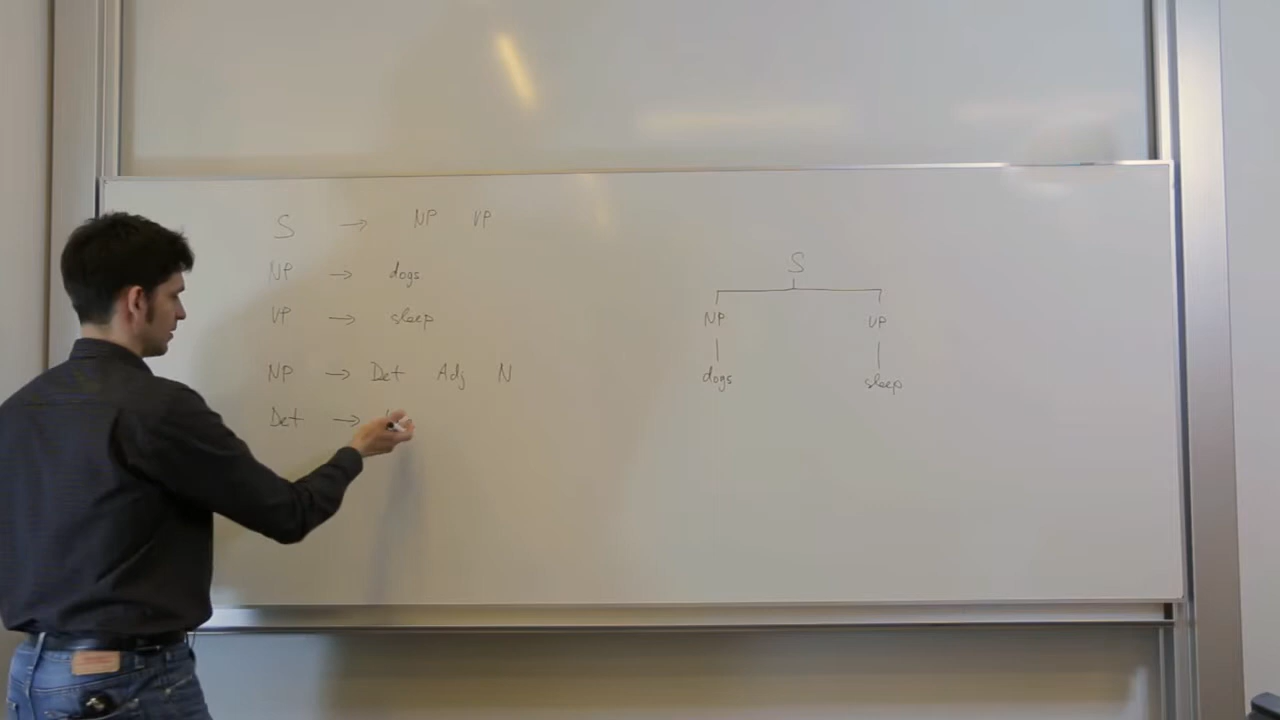 S → NP VP
NP → dogs
VP → sleep
NP → Det Adj N
Det →
S
NP VP
dogs sleep